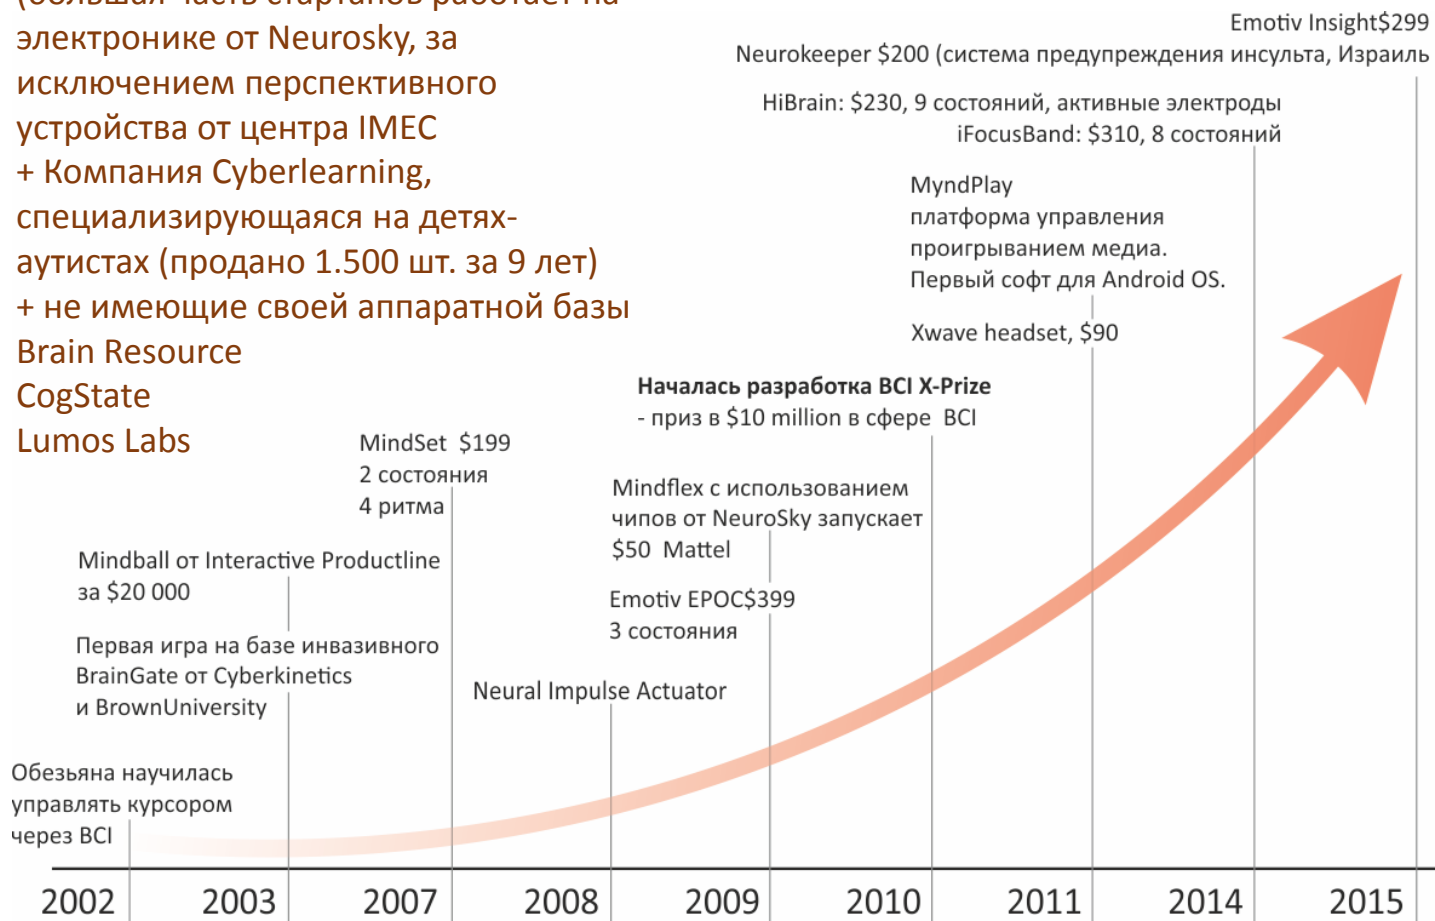 (большая часть стартапов работает на
электронике от Neurosky, за
исключением перспективного
устройства от центра IMEC
+ Компания Cyberlearning,
специализирующаяся на детях-
аутистах (продано 1.500 шт. за 9 лет)
+ не имеющие своей аппаратной базы
Brain Resource
CogState
Lumos Labs
Emotiv Insight$299
Neurokeeper $200 (система предупреждения инсульта, Израиль
HiBrain: $230, 9 состояний, активные электроды
iFocusBand: $310, 8 состояний
MyndPlay
платформа управления
проигрыванием медиа.
Первый софт для Android OS.
Xwave headset, $90
Началась разработка BCI X-Prize
- приз в $10 million в сфере BCI
MindSet $199
2 состояния
4 ритма
Mindflex с использованием
чипов от NeuroSky запускает
$50 Mattel
Mindball от Interactive Productline
за $20 000
Emotiv EPOC$399
3 состояния
Первая игра на базе инвазивного
BrainGate от Cyberkinetics
и BrownUniversity
Neural Impulse Actuator
Обезьяна научилась
управлять курсором
через BCI
2002 2003 2007 2008 2009 2010 2011 2014 2015